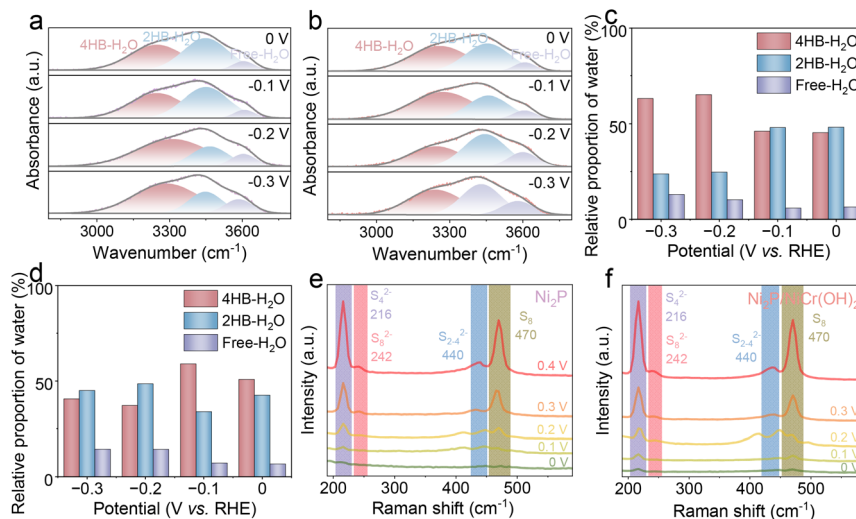 a
4HB-H₂O
2HB-H₂O
Free-H₂O
0 V
-0.1 V
-0.2 V
-0.3 V
Absorbance (a.u.)
3000 3300 3600
Wavenumber (cm⁻¹)
b
4HB-H₂O
2HB-H₂O
Free-H₂O
0 V
-0.1 V
-0.2 V
-0.3 V
Absorbance (a.u.)
3000 3300 3600
Wavenumber (cm⁻¹)
c
Relative proportion of water (%)
100
50
0
4HB-H₂O
2HB-H₂O
Free-H₂O
−0.3 −0.2 −0.1 0
Potential (V vs. RHE)
d
Relative proportion of water (%)
100
50
0
4HB-H₂O
2HB-H₂O
Free-H₂O
−0.3 −0.2 −0.1 0
Potential (V vs. RHE)
e
Ni₂P
S₄²⁻
216
S₈²⁻
242
S₂₋₄²⁻
440
S₈
470
0.4 V
0.3 V
0.2 V
0.1 V
0 V
Intensity (a.u.)
200 300 400 500
Raman shift (cm⁻¹)
f
S₄²⁻
216
S₈²⁻
242
S₂₋₄²⁻
440
S₈
470
0.3 V
0.2 V
0.1 V
0 V
Intensity (a.u.)
200 300 400 500
Raman shift (cm⁻¹)